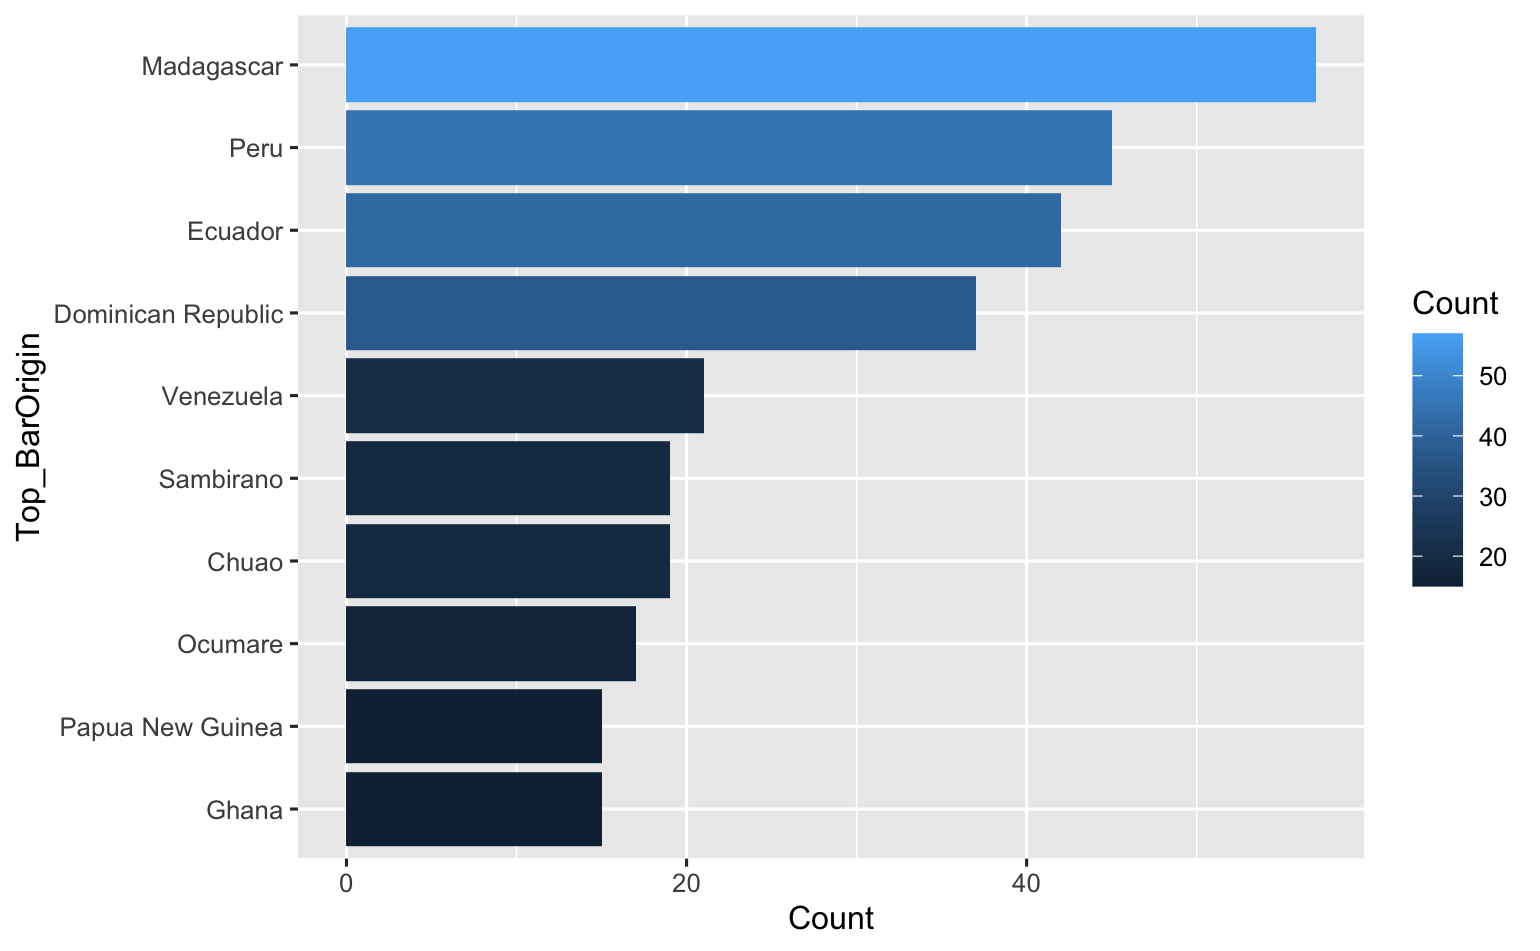 Madagascar
Peru
Ecuador
Dominican Republic
Venezuela
Sambirano
Chuao
Ocumare
Papua New Guinea
Ghana
Top_BarOrigin
0 20 40
Count
Count
50
40
30
20